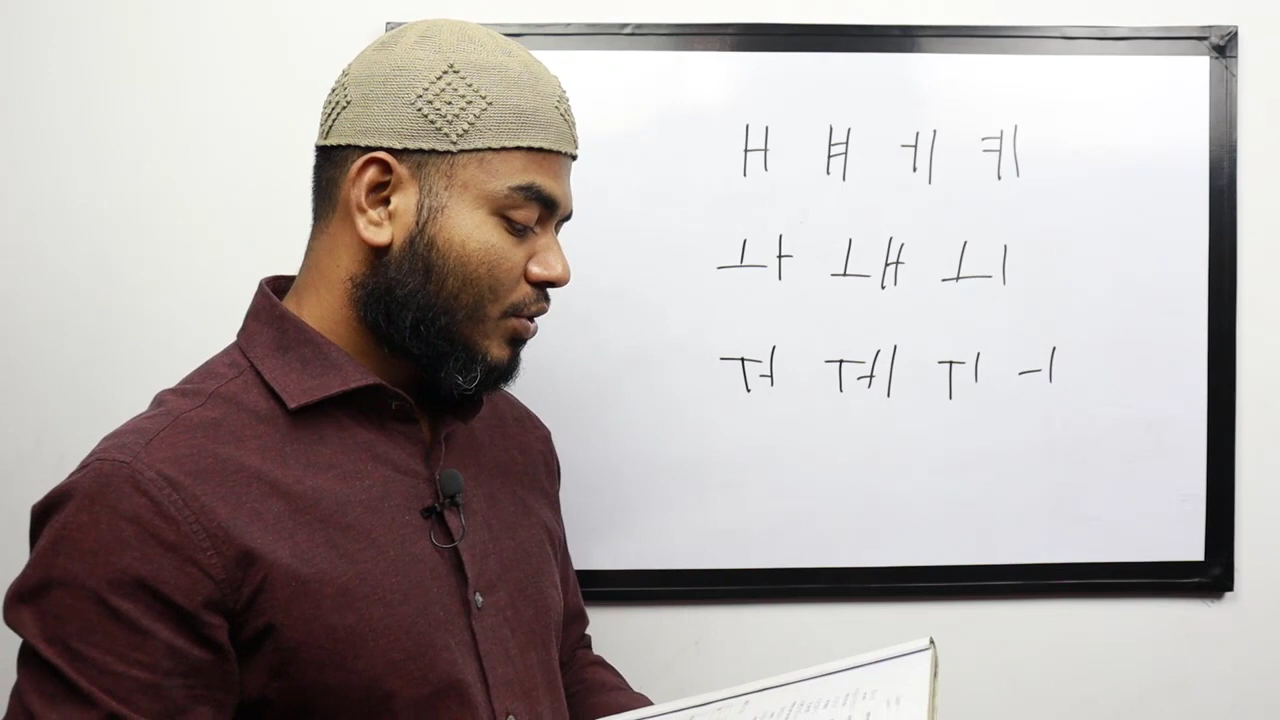 ㅐ ㅒ ㅔ ㅖ
ㅘ ㅙ ㅚ
ㅝ ㅞ ㅟ ㅢ